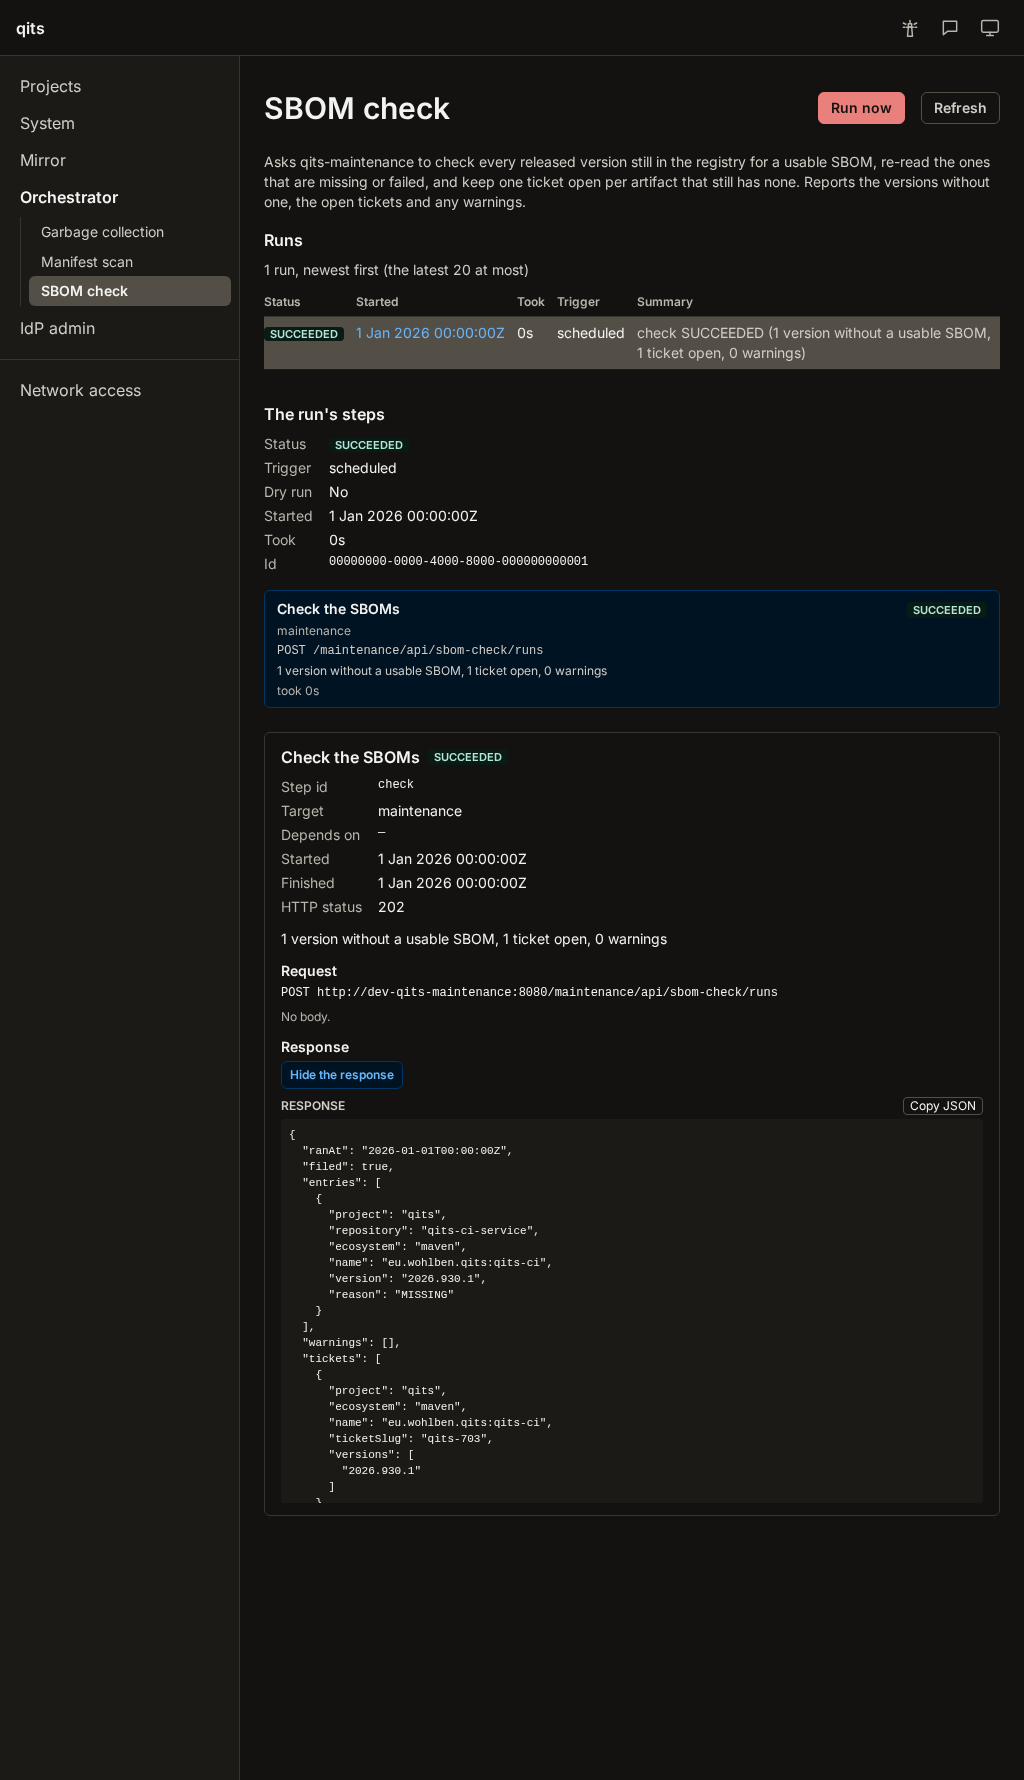 qits
Projects
System
Mirror
Orchestrator
Garbage collection
Manifest scan
SBOM check
IdP admin
Network access
SBOM check
Run now
Refresh
Asks qits-maintenance to check every released version still in the registry for a usable SBOM, re-read the ones
that are missing or failed, and keep one ticket open per artifact that still has none. Reports the versions without
one, the open tickets and any warnings.
Runs
1 run, newest first (the latest 20 at most)
Status Started Took Trigger Summary
SUCCEEDED 1 Jan 2026 00:00:00Z 0s scheduled check SUCCEEDED (1 version without a usable SBOM,
1 ticket open, 0 warnings)
The run's steps
Status SUCCEEDED
Trigger scheduled
Dry run No
Started 1 Jan 2026 00:00:00Z
Took 0s
Id 00000000-0000-4000-8000-000000000001
Check the SBOMs SUCCEEDED
maintenance
POST /maintenance/api/sbom-check/runs
1 version without a usable SBOM, 1 ticket open, 0 warnings
took 0s
Check the SBOMs SUCCEEDED
Step id check
Target maintenance
Depends on —
Started 1 Jan 2026 00:00:00Z
Finished 1 Jan 2026 00:00:00Z
HTTP status 202
1 version without a usable SBOM, 1 ticket open, 0 warnings
Request
POST http://dev-qits-maintenance:8080/maintenance/api/sbom-check/runs
No body.
Response
Hide the response
RESPONSE Copy JSON
{
"ranAt": "2026-01-01T00:00:00Z",
"filed": true,
"entries": [
{
"project": "qits",
"repository": "qits-ci-service",
"ecosystem": "maven",
"name": "eu.wohlben.qits:qits-ci",
"version": "2026.930.1",
"reason": "MISSING"
}
],
"warnings": [],
"tickets": [
{
"project": "qits",
"ecosystem": "maven",
"name": "eu.wohlben.qits:qits-ci",
"ticketSlug": "qits-703",
"versions": [
"2026.930.1"
]
}